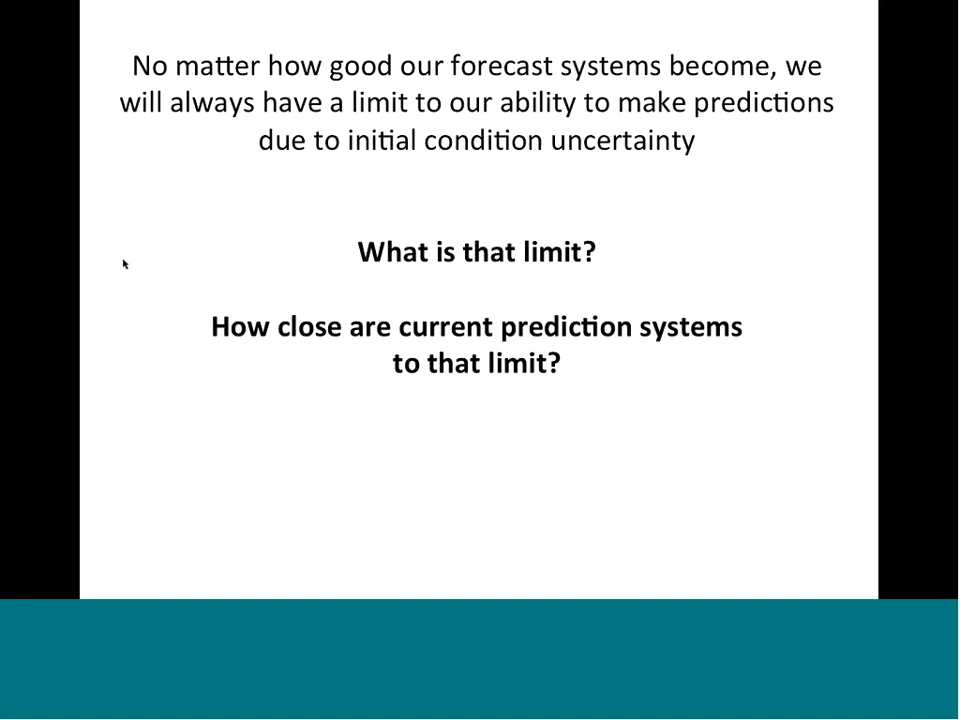 No matter how good our forecast systems become, we
will always have a limit to our ability to make predictions
due to initial condition uncertainty
What is that limit?
How close are current prediction systems
to that limit?